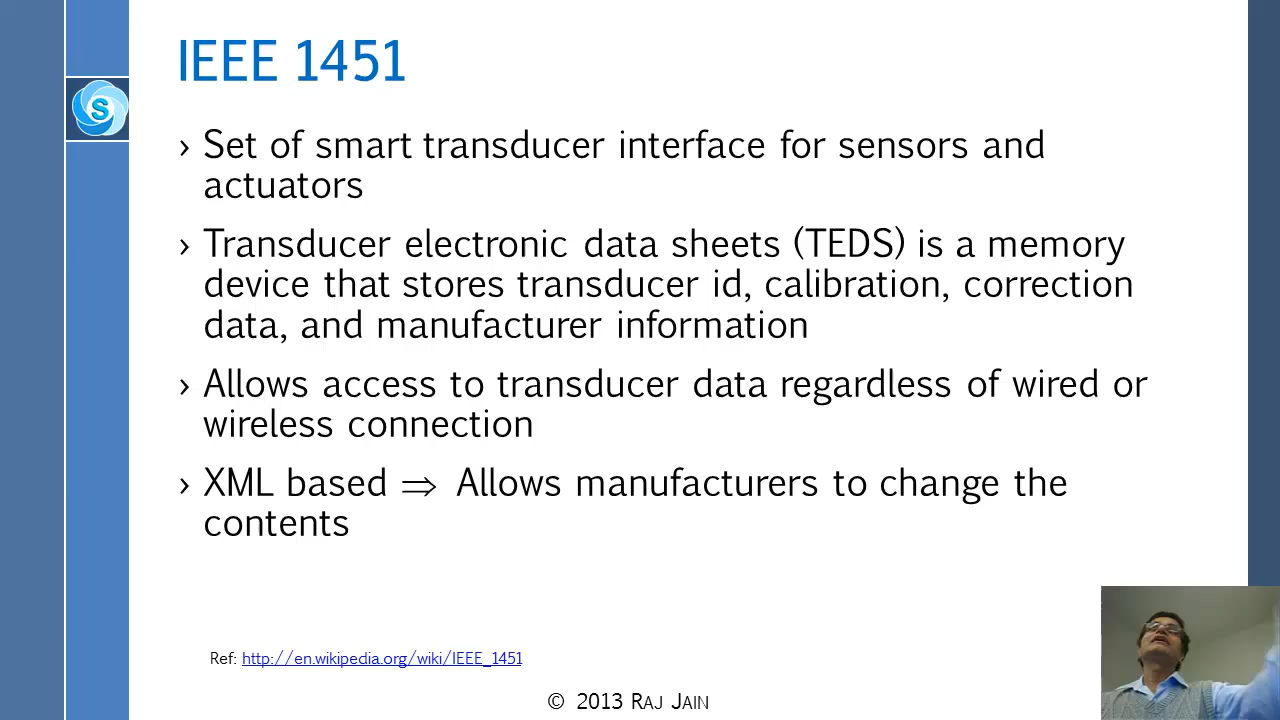 IEEE 1451
S
› Set of smart transducer interface for sensors and
actuators
› Transducer electronic data sheets (TEDS) is a memory
device that stores transducer id, calibration, correction
data, and manufacturer information
› Allows access to transducer data regardless of wired or
wireless connection
› XML based ⇒ Allows manufacturers to change the
contents
Ref: http://en.wikipedia.org/wiki/IEEE_1451
© 2013 RAJ JAIN